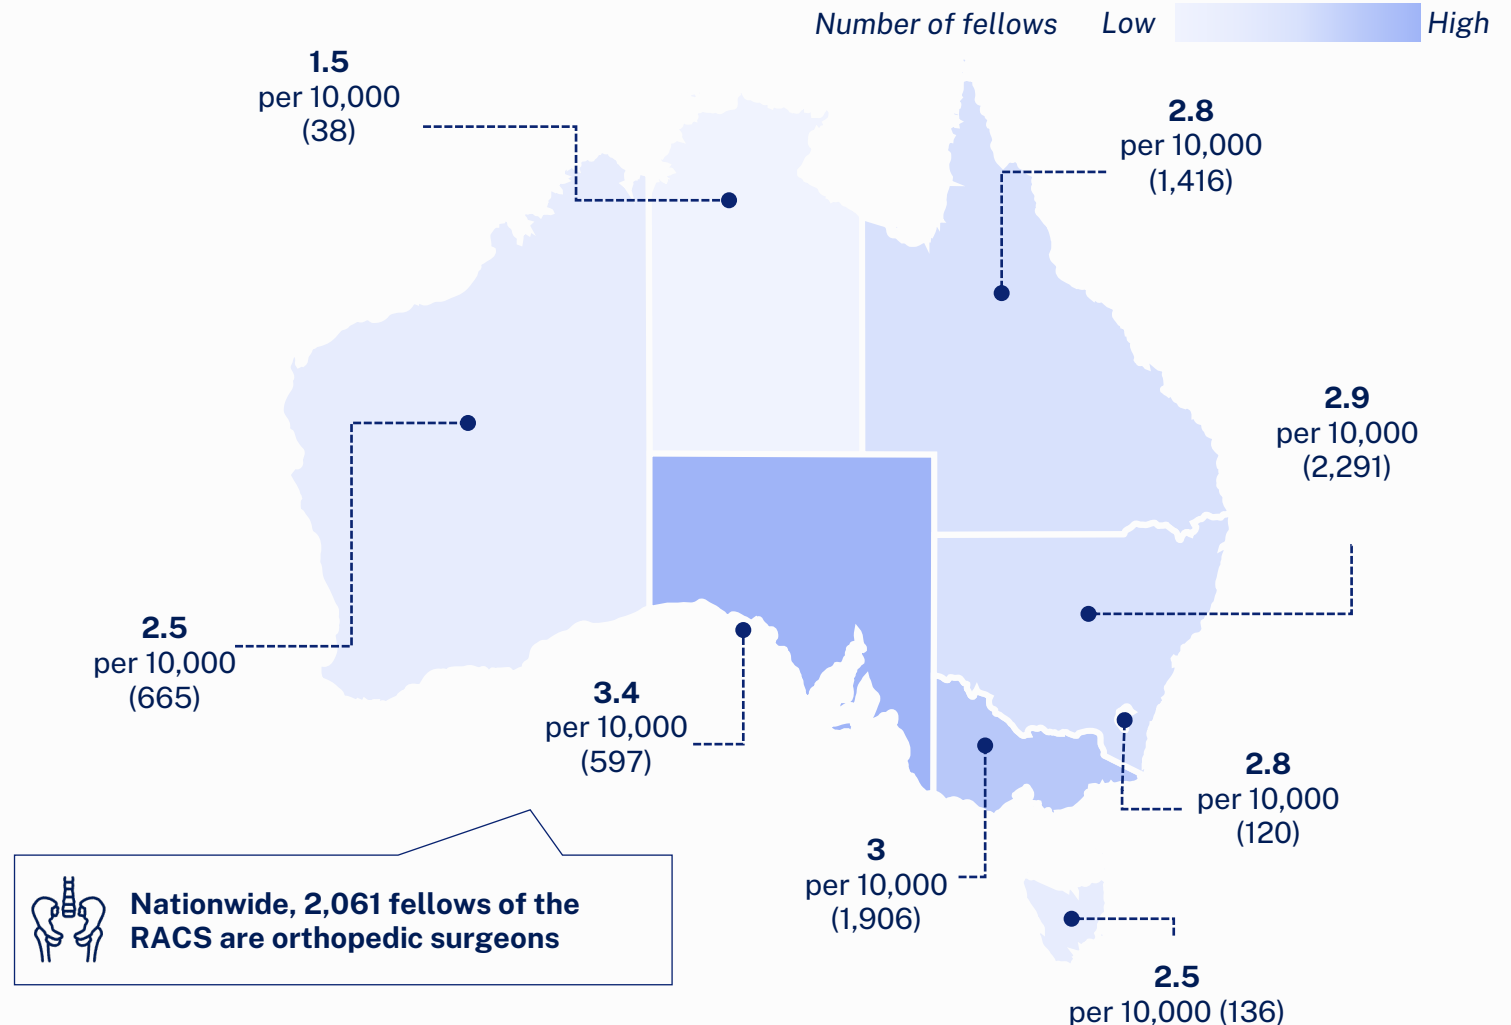 Number of fellows Low High
1.5
per 10,000
(38)
2.8
per 10,000
(1,416)
2.9
per 10,000
(2,291)
2.5
per 10,000
(665)
3.4
per 10,000
(597)
2.8
per 10,000
(120)
3
per 10,000
(1,906)
2.5
per 10,000 (136)
Nationwide, 2,061 fellows of the
RACS are orthopedic surgeons